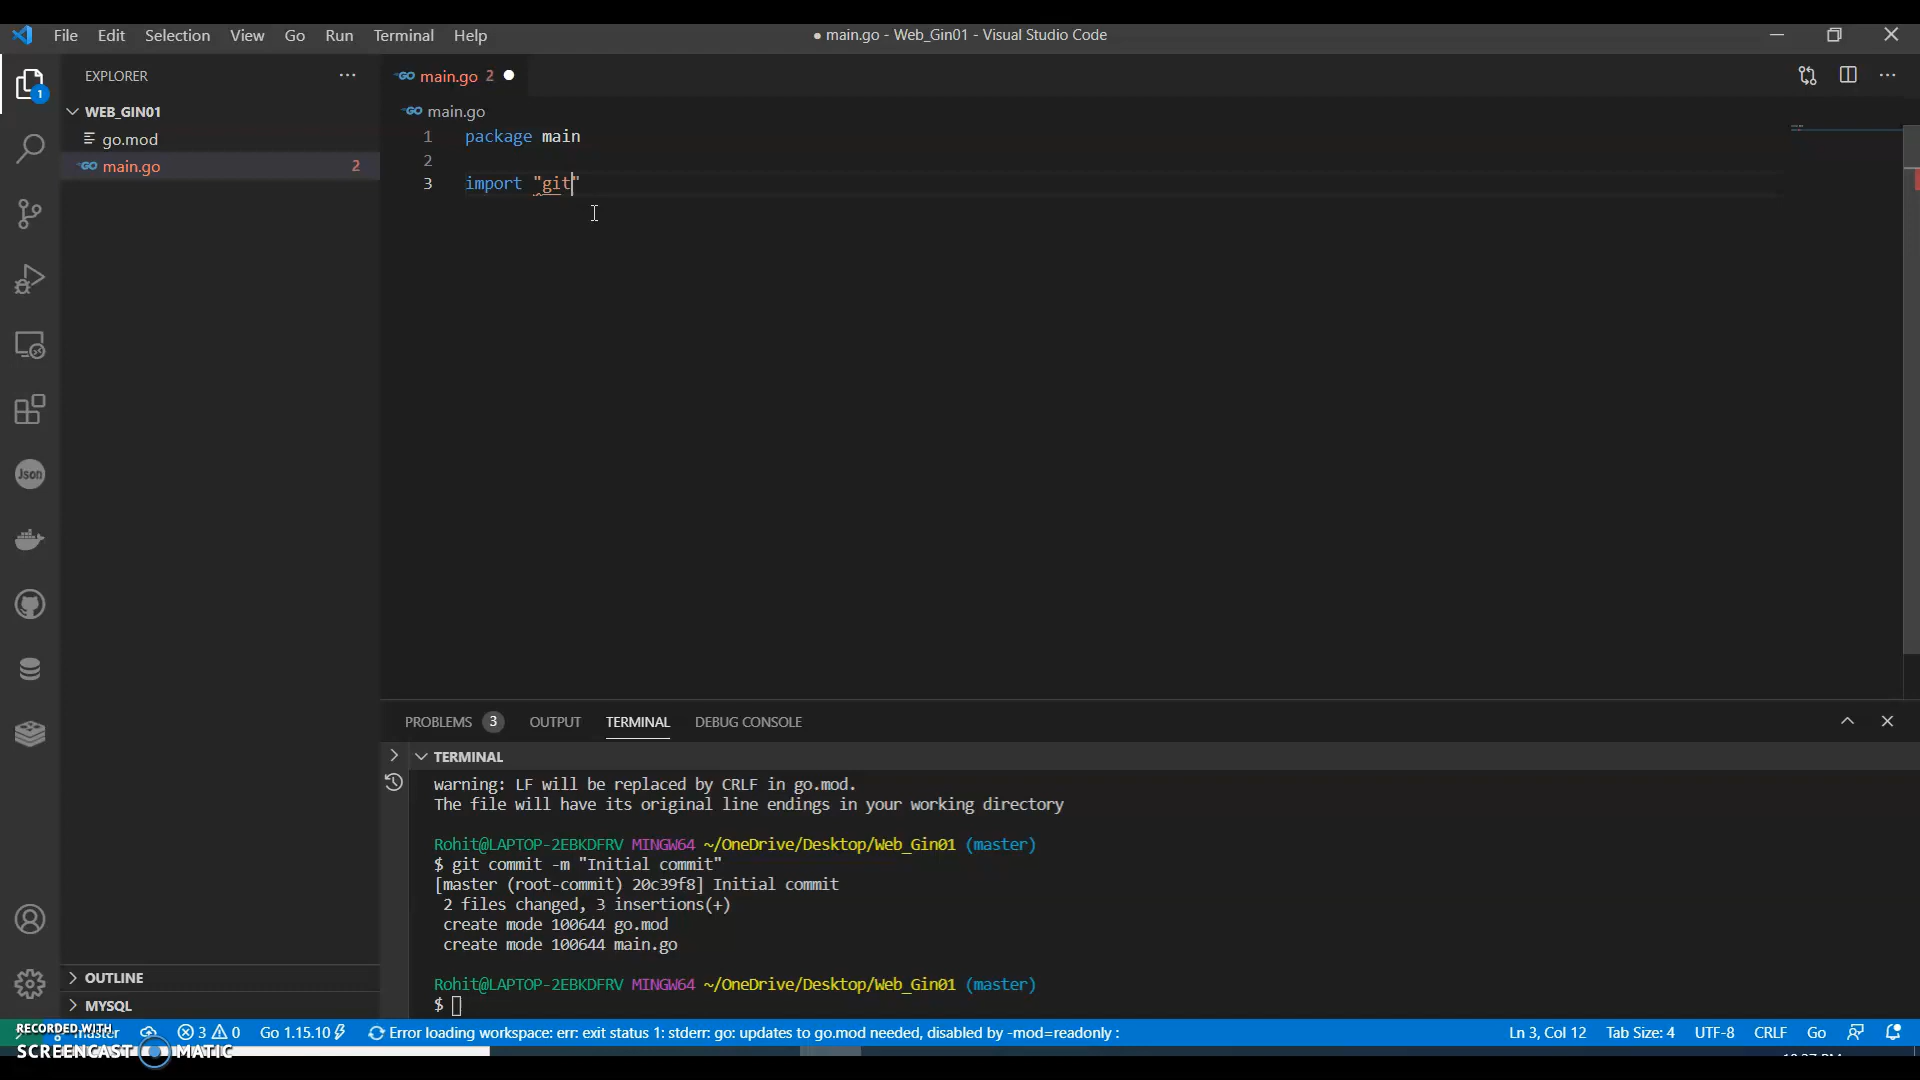 File Edit Selection View Go Run Terminal Help
● main.go - Web_Gin01 - Visual Studio Code
EXPLORER
WEB_GIN01
go.mod
main.go 2
main.go 2
main.go
1 package main
2
3 import "git"
1
Json
PROBLEMS 3 OUTPUT TERMINAL DEBUG CONSOLE
TERMINAL
warning: LF will be replaced by CRLF in go.mod.
The file will have its original line endings in your working directory
Rohit@LAPTOP-2EBKDFRV MINGW64 ~/OneDrive/Desktop/Web_Gin01 (master)
$ git commit -m "Initial commit"
[master (root-commit) 20c39f8] Initial commit
2 files changed, 3 insertions(+)
create mode 100644 go.mod
create mode 100644 main.go
Rohit@LAPTOP-2EBKDFRV MINGW64 ~/OneDrive/Desktop/Web_Gin01 (master)
$
OUTLINE
MYSQL
3 0 Go 1.15.10 Error loading workspace: err: exit status 1: stderr: go: updates to go.mod needed, disabled by -mod=readonly : Ln 3, Col 12 Tab Size: 4 UTF-8 CRLF Go
RECORDED WITH
SCREENCAST MATIC